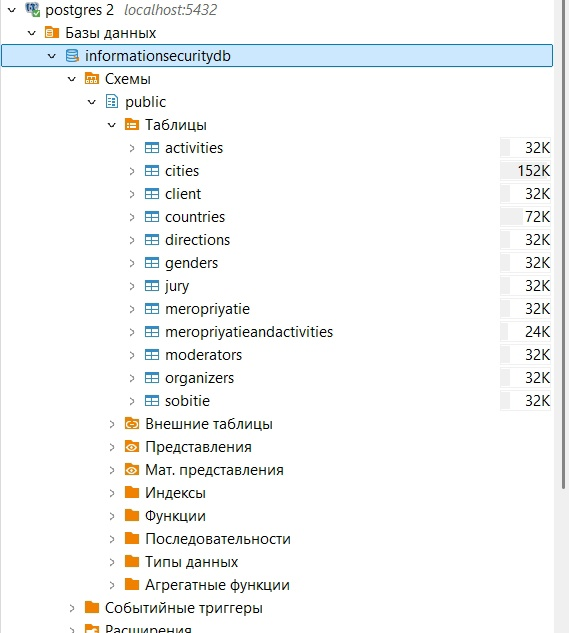 postgres 2 localhost:5432
Базы данных
informationsecuritydb
Схемы
public
Таблицы
activities 32K
cities 152K
client 32K
countries 72K
directions 32K
genders 32K
jury 32K
meropriyatie 32K
meropriyatieandactivities 24K
moderators 32K
organizers 32K
sobitie 32K
Внешние таблицы
Представления
Мат. представления
Индексы
Функции
Последовательности
Типы данных
Агрегатные функции
Событийные триггеры
Расширения